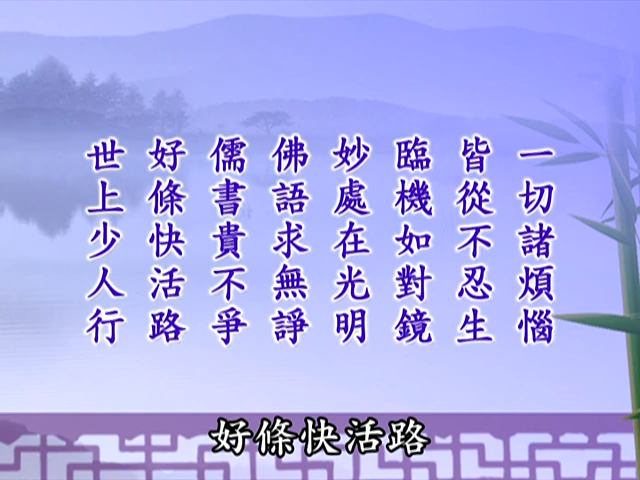 一切諸煩惱
皆從不忍生
臨機如對鏡
妙處在光明
佛語求無諍
儒書貴不爭
好條快活路
世上少人行
好條快活路